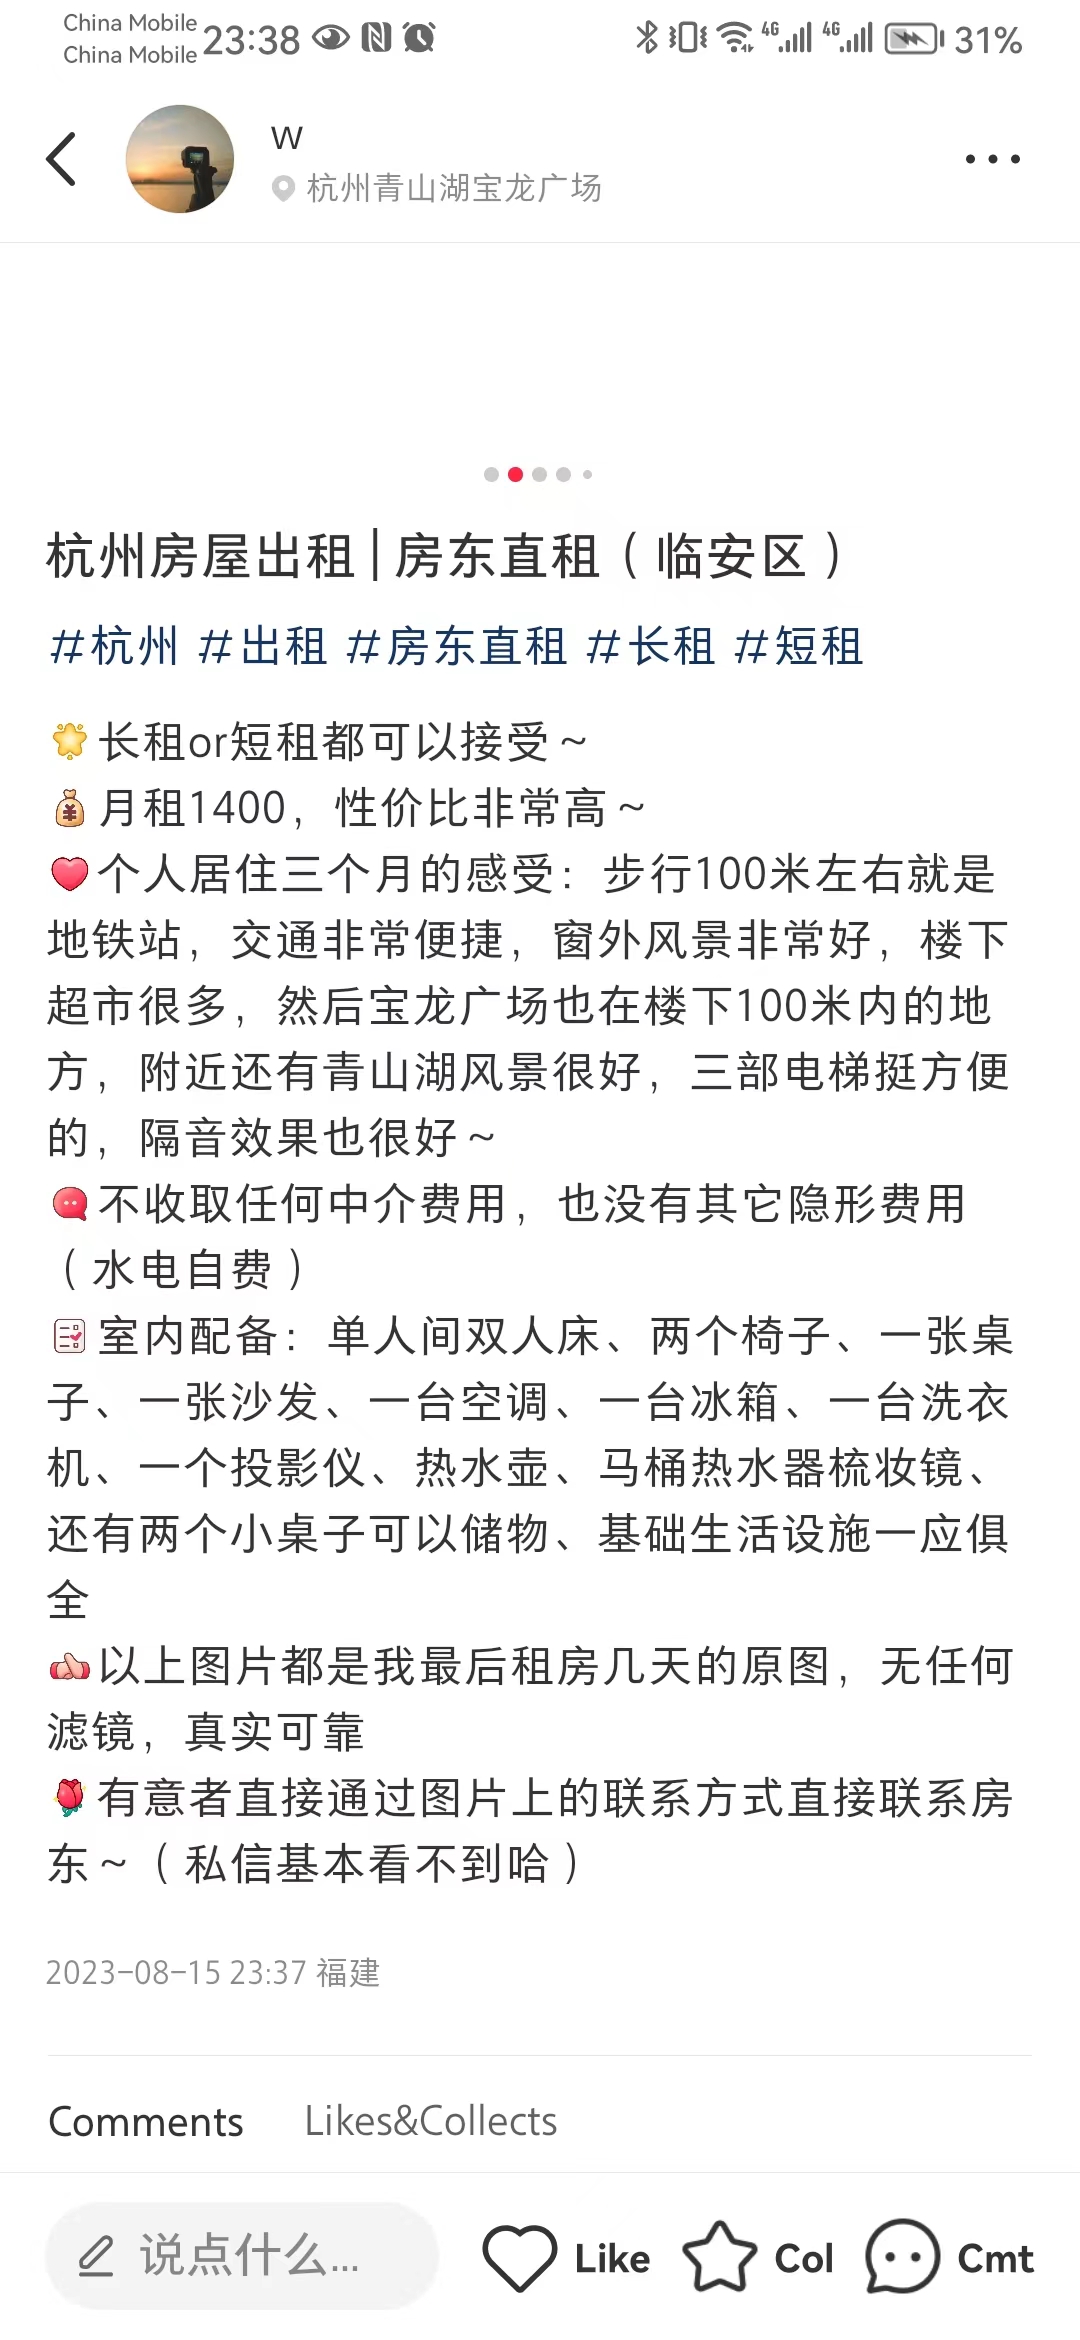 China Mobile
China Mobile
23:38
4G
4G
31%
W
杭州青山湖宝龙广场
杭州房屋出租|房东直租（临安区）
#杭州 #出租 #房东直租 #长租 #短租
长租or短租都可以接受～
月租1400，性价比非常高～
个人居住三个月的感受：步行100米左右就是
地铁站，交通非常便捷，窗外风景非常好，楼下
超市很多，然后宝龙广场也在楼下100米内的地
方，附近还有青山湖风景很好，三部电梯挺方便
的，隔音效果也很好～
不收取任何中介费用，也没有其它隐形费用
（水电自费）
室内配备：单人间双人床、两个椅子、一张桌
子、一张沙发、一台空调、一台冰箱、一台洗衣
机、一个投影仪、热水壶、马桶热水器梳妆镜、
还有两个小桌子可以储物、基础生活设施一应俱
全
以上图片都是我最后租房几天的原图，无任何
滤镜，真实可靠
有意者直接通过图片上的联系方式直接联系房
东～（私信基本看不到哈）
2023-08-15 23:37 福建
Comments
Likes&Collects
说点什么...
Like
Col
Cmt